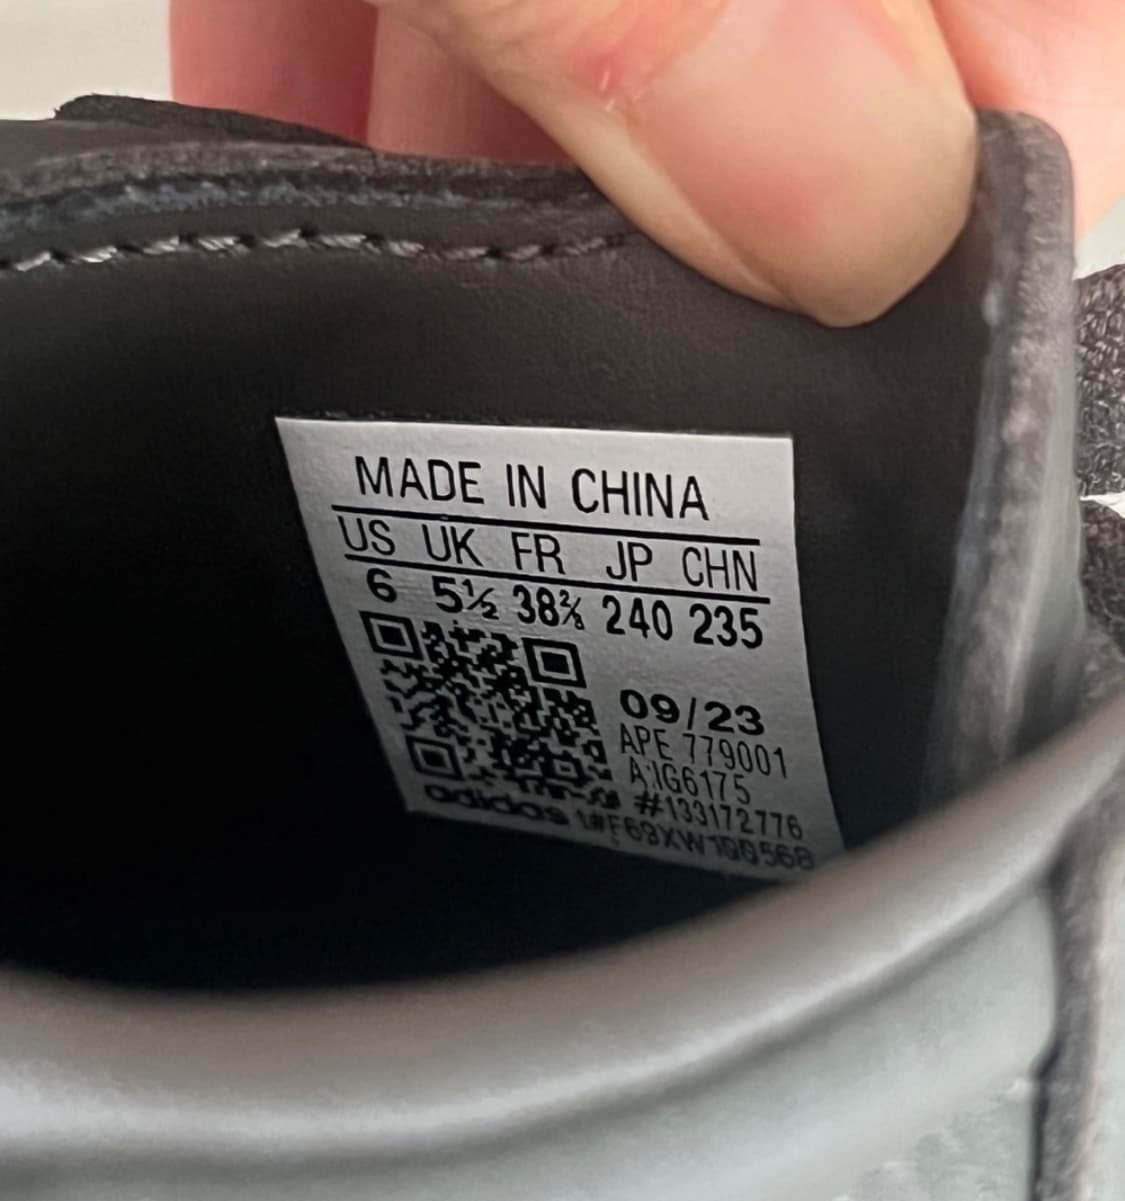 MADE IN CHINA
US UK FR JP CHN
6 5½ 38⅔ 240 235
09/23
APE 779001
A:IG6175
#133172776
adidas